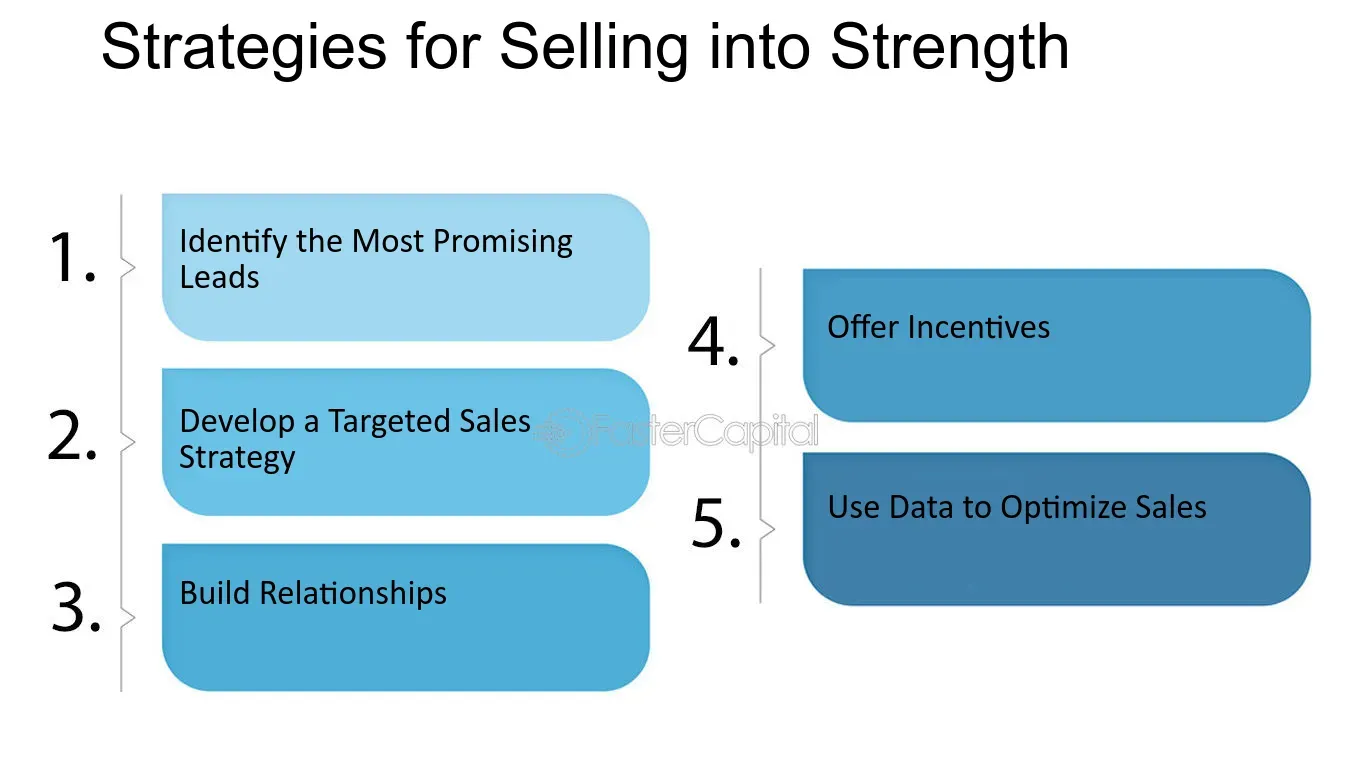 Strategies for Selling into Strength
1.
Identify the Most Promising
Leads
2.
Develop a Targeted Sales
Strategy
3.
Build Relationships
4.
Offer Incentives
5.
Use Data to Optimize Sales
FasterCapital